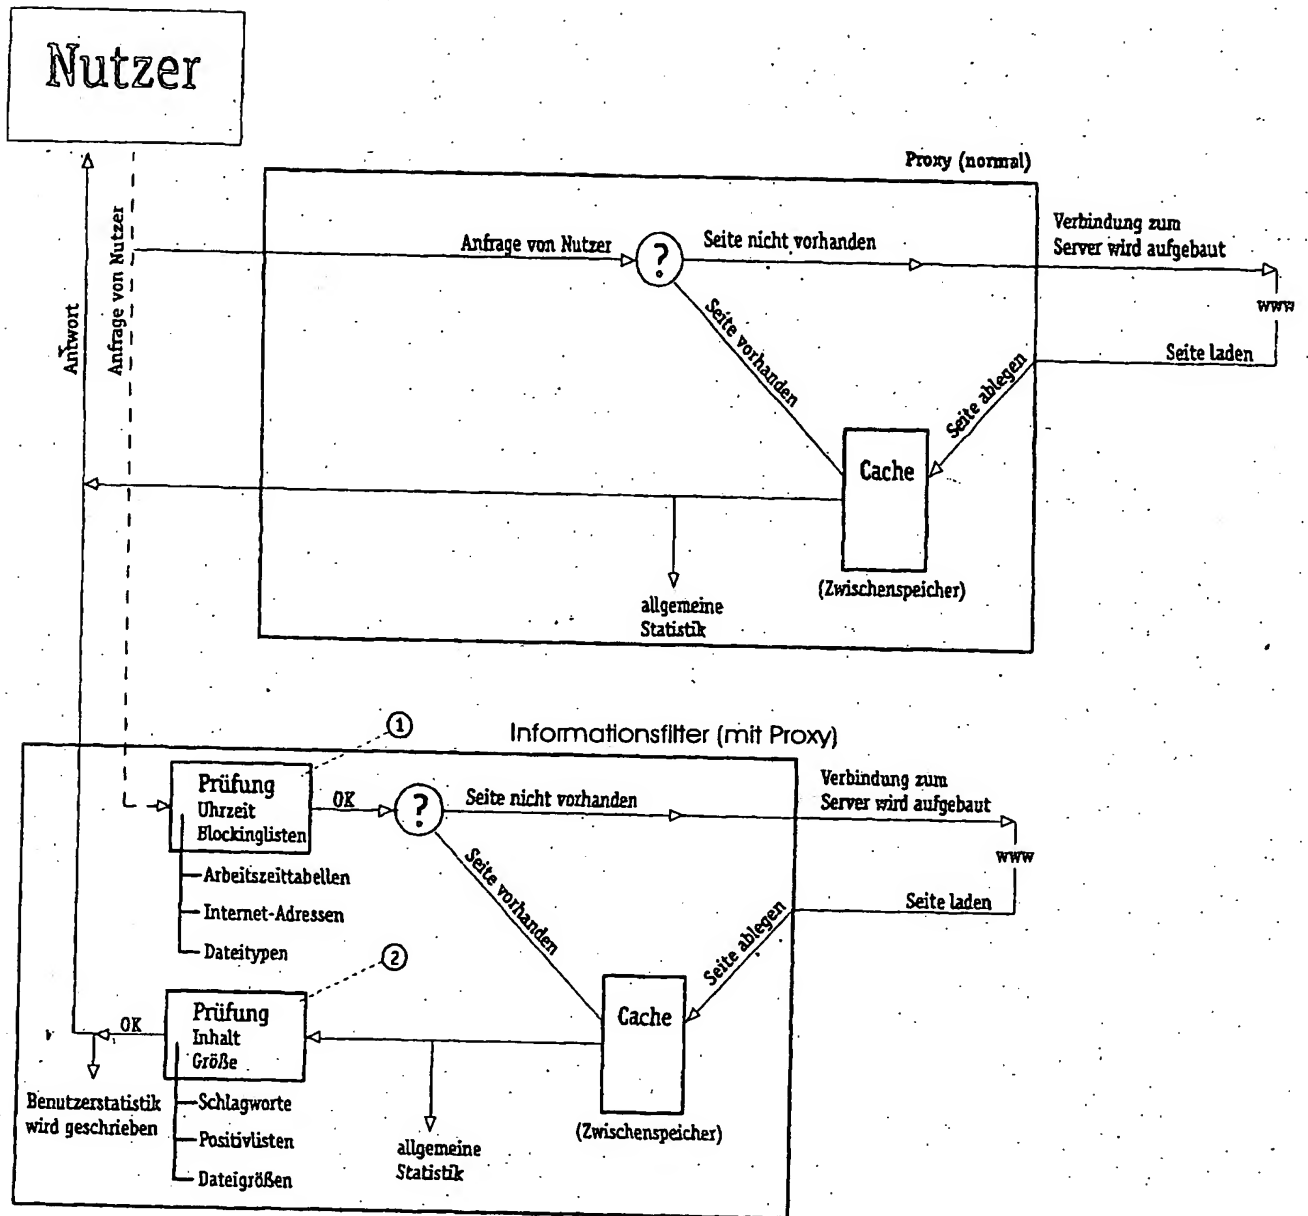 Nutzer
Proxy (normal)
Antwort
Anfrage von Nutzer
Anfrage von Nutzer
?
Seite nicht vorhanden
Verbindung zum
Server wird aufgebaut
www
Seite vorhanden
Seite laden
Seite ablegen
Cache
(Zwischenspeicher)
allgemeine
Statistik
1
Informationsfilter (mit Proxy)
Prüfung
Uhrzeit
Blockinglisten
OK
?
Seite nicht vorhanden
Verbindung zum
Server wird aufgebaut
www
Arbeitszeittabellen
Internet-Adressen
Dateitypen
Seite vorhanden
Seite laden
Seite ablegen
2
OK
Prüfung
Inhalt
Größe
Cache
(Zwischenspeicher)
Benutzerstatistik
wird geschrieben
Schlagworte
Positivlisten
Dateigrößen
allgemeine
Statistik